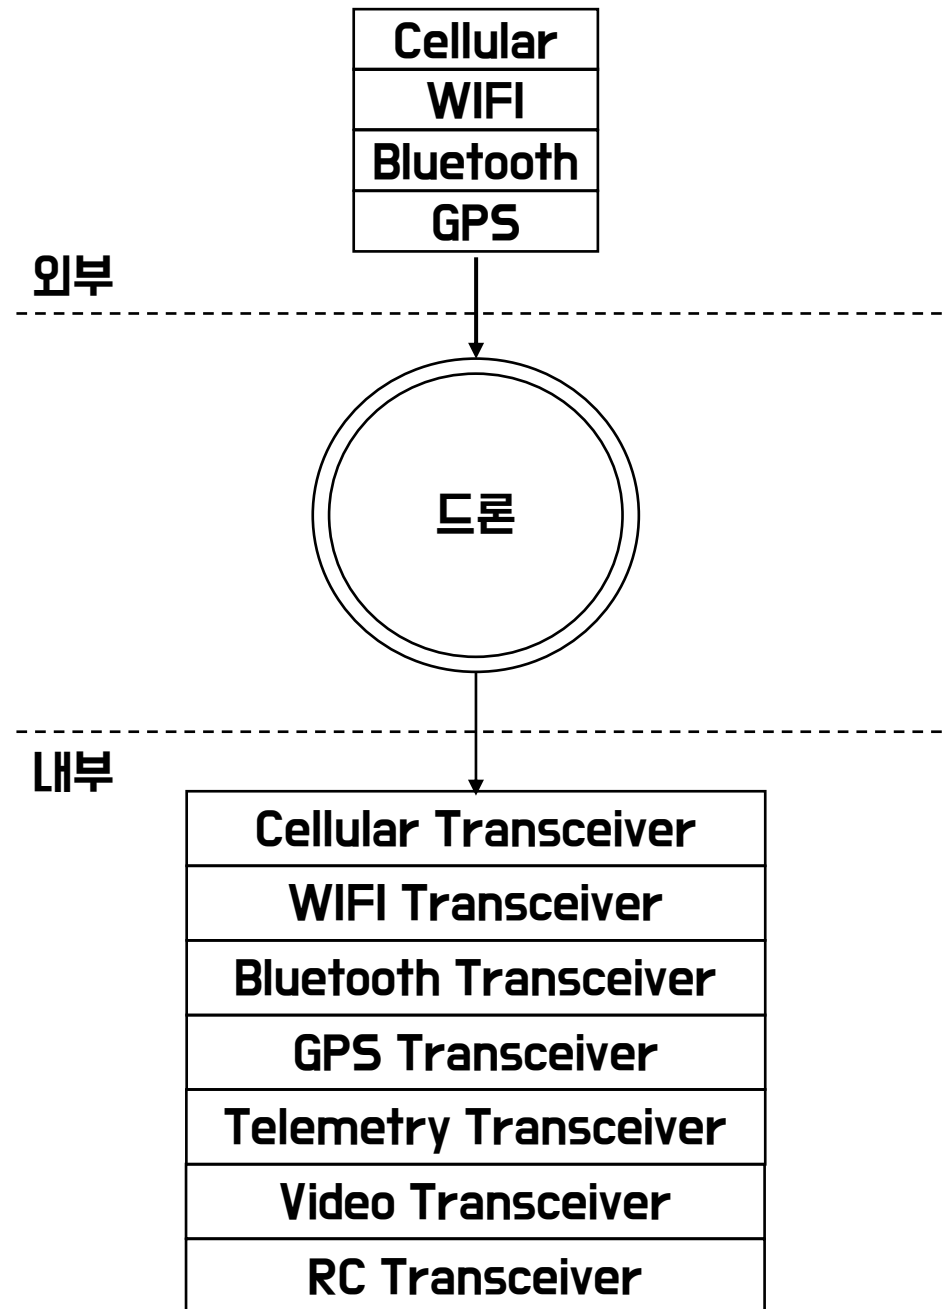 Cellular
WIFI
Bluetooth
GPS
외부
드론
내부
Cellular Transceiver
WIFI Transceiver
Bluetooth Transceiver
GPS Transceiver
Telemetry Transceiver
Video Transceiver
RC Transceiver